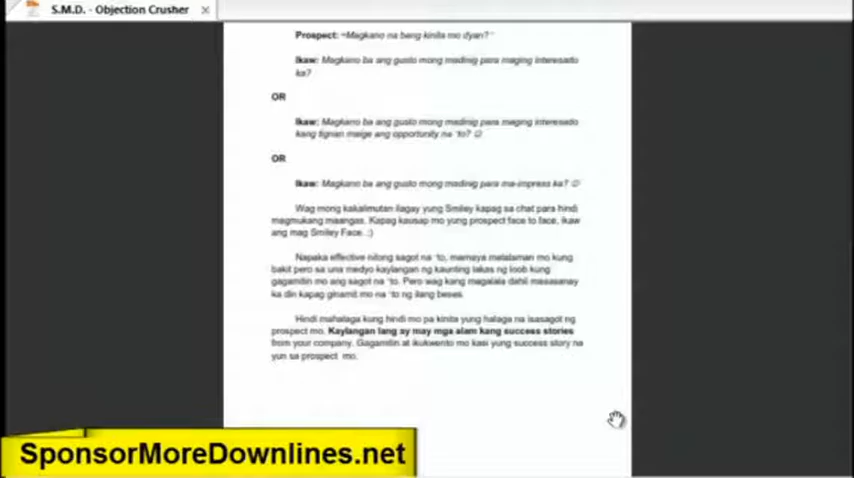 S.M.D. - Objection Crusher
Prospect: "Magkano na bang kinita mo dyan?"
Ikaw: Magkano ba ang gusto mong madinig para maging interesado
ka?
OR
Ikaw: Magkano ba ang gusto mong madinig para maging interesado
kang tignan maige ang opportunity na 'to? ☺
OR
Ikaw: Magkano ba ang gusto mong madinig para ma-impress ka? ☺
Wag mong kakalimutan ilagay yung Smiley kapag sa chat para hindi
magmukang maangas. Kapag kausap mo yung prospect face to face, ikaw
ang mag Smiley Face. :)
Napaka effective nitong sagot na 'to, mamaya malalaman mo kung
bakit pero sa una medyo kaylangan ng kaunting lakas ng loob kung
gagamitin mo ang sagot na 'to. Pero wag kang magalala dahil masasanay
ka din kapag ginamit mo na 'to ng ilang beses.
Hindi mahalaga kung hindi mo pa kinita yung halaga na isasagot ng
prospect mo. Kaylangan lang ay may mga alam kang success stories
from your company. Gagamitin at ikukwento mo kasi yung success story na
yun sa prospect mo.
SponsorMoreDownlines.net